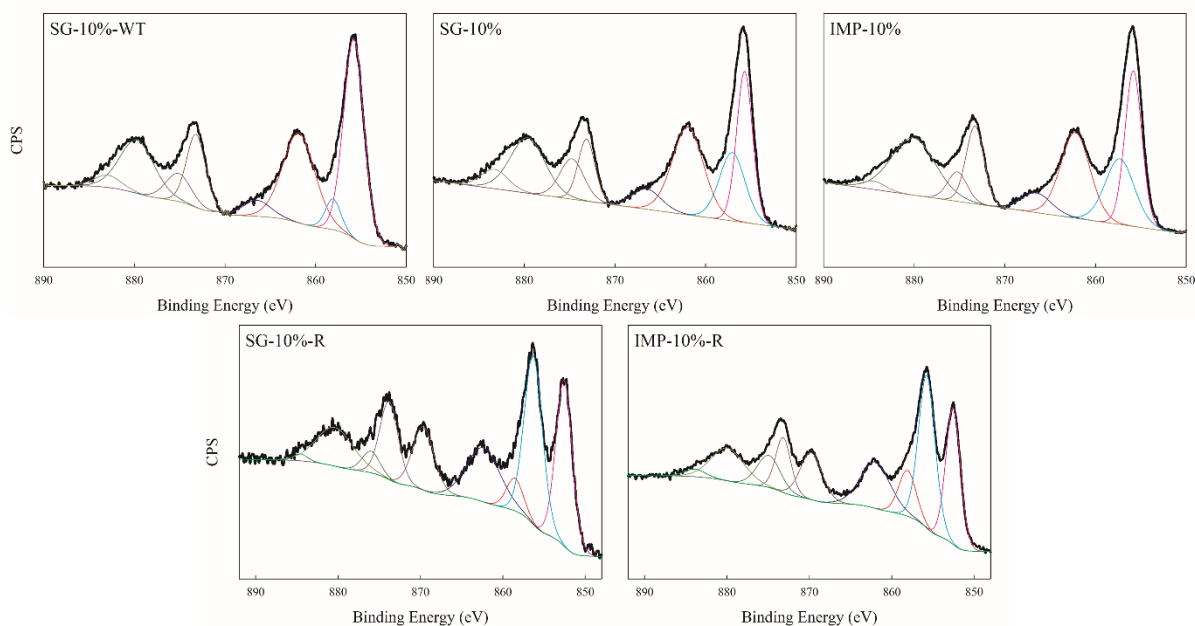 SG-10%-WT
SG-10%
IMP-10%
CPS
890 880 870 860 850
890 880 870 860 850
890 880 870 860 850
Binding Energy (eV)
Binding Energy (eV)
Binding Energy (eV)
SG-10%-R
IMP-10%-R
CPS
890 880 870 860 850
890 880 870 860 850
Binding Energy (eV)
Binding Energy (eV)